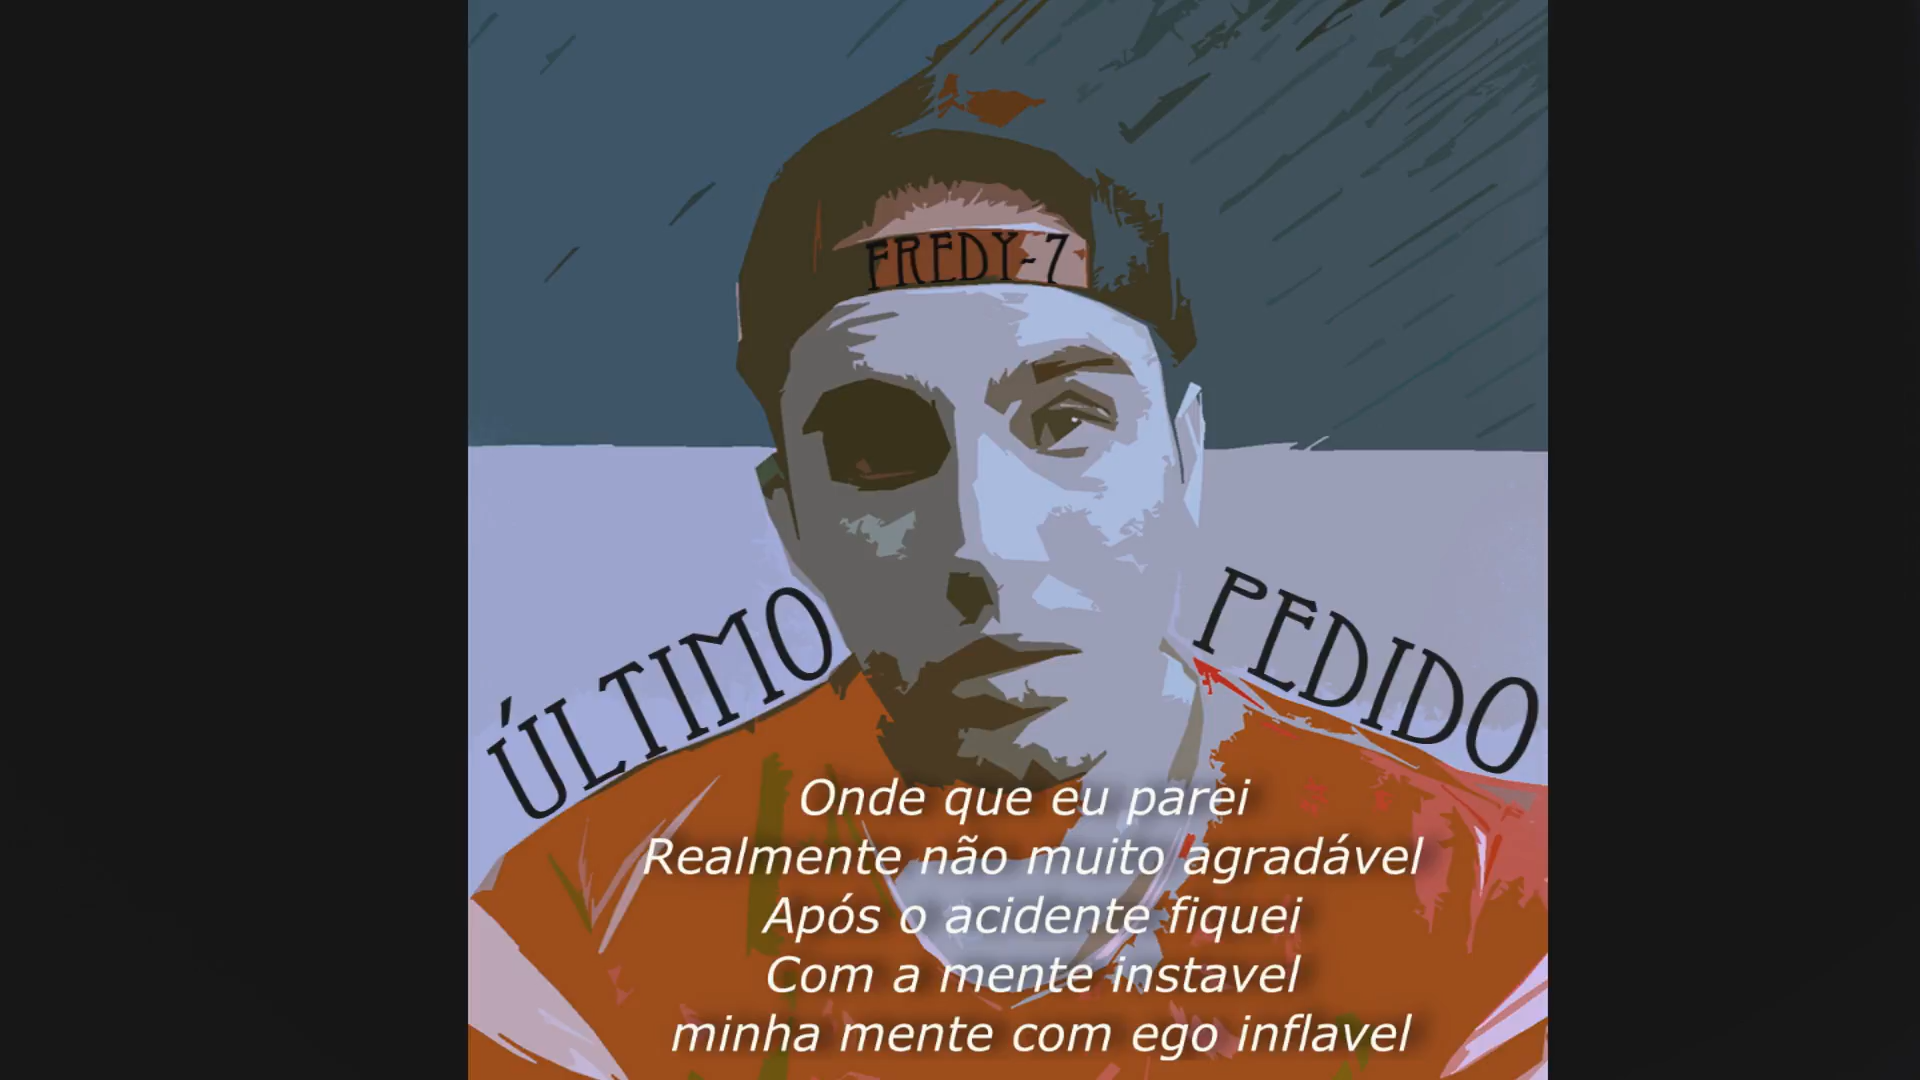 FREDY-7
ÚLTIMO PEDIDO
Onde que eu parei
Realmente não muito agradável
Após o acidente fiquei
Com a mente instavel
minha mente com ego inflavel